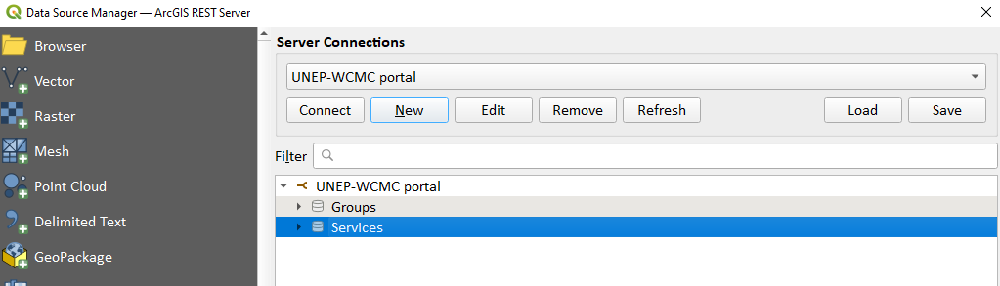 Data Source Manager — ArcGIS REST Server
Browser
Vector
Raster
Mesh
Point Cloud
Delimited Text
GeoPackage
Server Connections
UNEP-WCMC portal
Connect New Edit Remove Refresh Load Save
Filter
UNEP-WCMC portal
Groups
Services